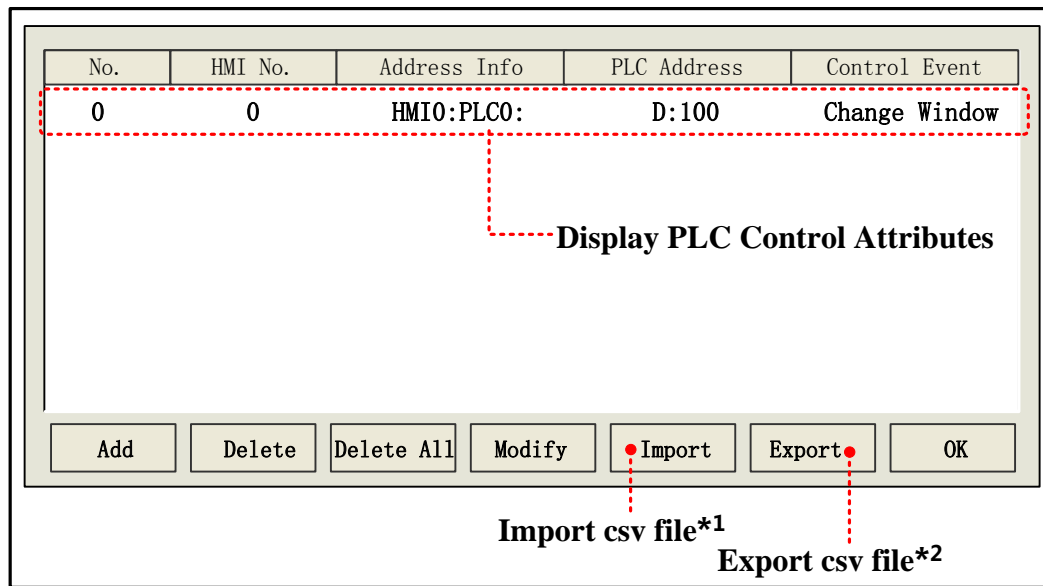 No. HMI No. Address Info PLC Address Control Event
0 0 HMI0:PLC0: D:100 Change Window
Display PLC Control Attributes
Add Delete Delete All Modify Import Export OK
Import csv file*1
Export csv file*2